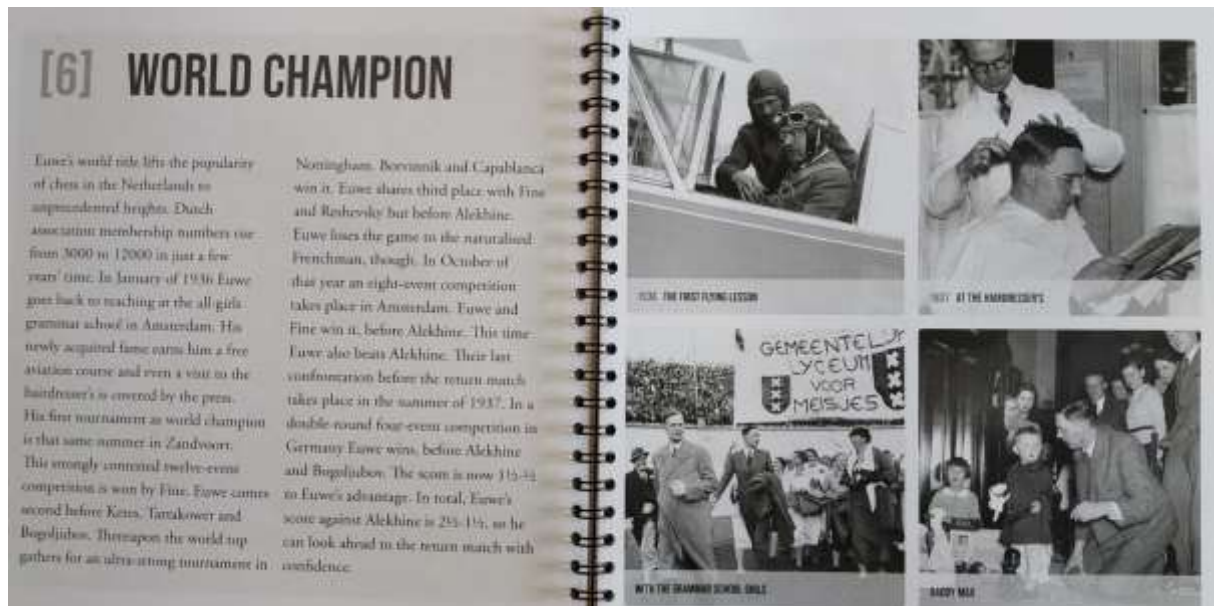 [6] WORLD CHAMPION
Euwe's world title lifts the popularity
of chess in the Netherlands to
unprecedented heights. Dutch
association membership numbers rise
from 3000 to 12000 in just a few
years' time. In January of 1936 Euwe
goes back to teaching at the all-girls
grammar school in Amsterdam. His
newly acquired fame earns him a free
aviation course and even a visit to the
hairdresser's is covered by the press.
His first tournament as world champion
is that same summer in Zandvoort.
This strongly contested twelve-event
competition is won by Fine. Euwe comes
second before Keres, Tartakower and
Bogoljubov. Thereupon the world top
gathers for an ultra-strong tournament in
Nottingham. Botvinnik and Capablanca
win it. Euwe shares third place with Fine
and Reshevsky but before Alekhine.
Euwe loses the game to the naturalised
Frenchman, though. In October of
that year an eight-event competition
takes place in Amsterdam. Euwe and
Fine win it, before Alekhine. This time
Euwe also beats Alekhine. Their last
confrontation before the return match
takes place in the summer of 1937. In a
double-round four-event competition in
Germany Euwe wins, before Alekhine
and Bogoljubov. The score is now 1½-½
to Euwe's advantage. In total, Euwe's
score against Alekhine is 2½-1½, so he
can look ahead to the return match with
confidence.
THE FIRST FLYING LESSON
AT THE HAIRDRESSER'S
GEMEENTELIJK
LYCEUM
VOOR
MEISJES
WITH THE GRAMMAR SCHOOL GIRLS
DADDY MAX